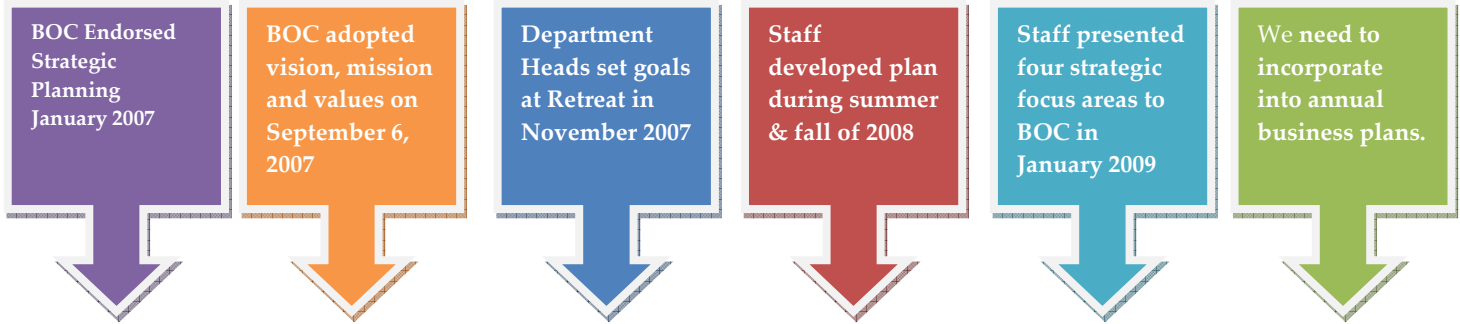 BOC Endorsed
Strategic
Planning
January 2007
BOC adopted
vision, mission
and values on
September 6,
2007
Department
Heads set goals
at Retreat in
November 2007
Staff
developed plan
during summer
& fall of 2008
Staff presented
four strategic
focus areas to
BOC in
January 2009
We need to
incorporate
into annual
business plans.